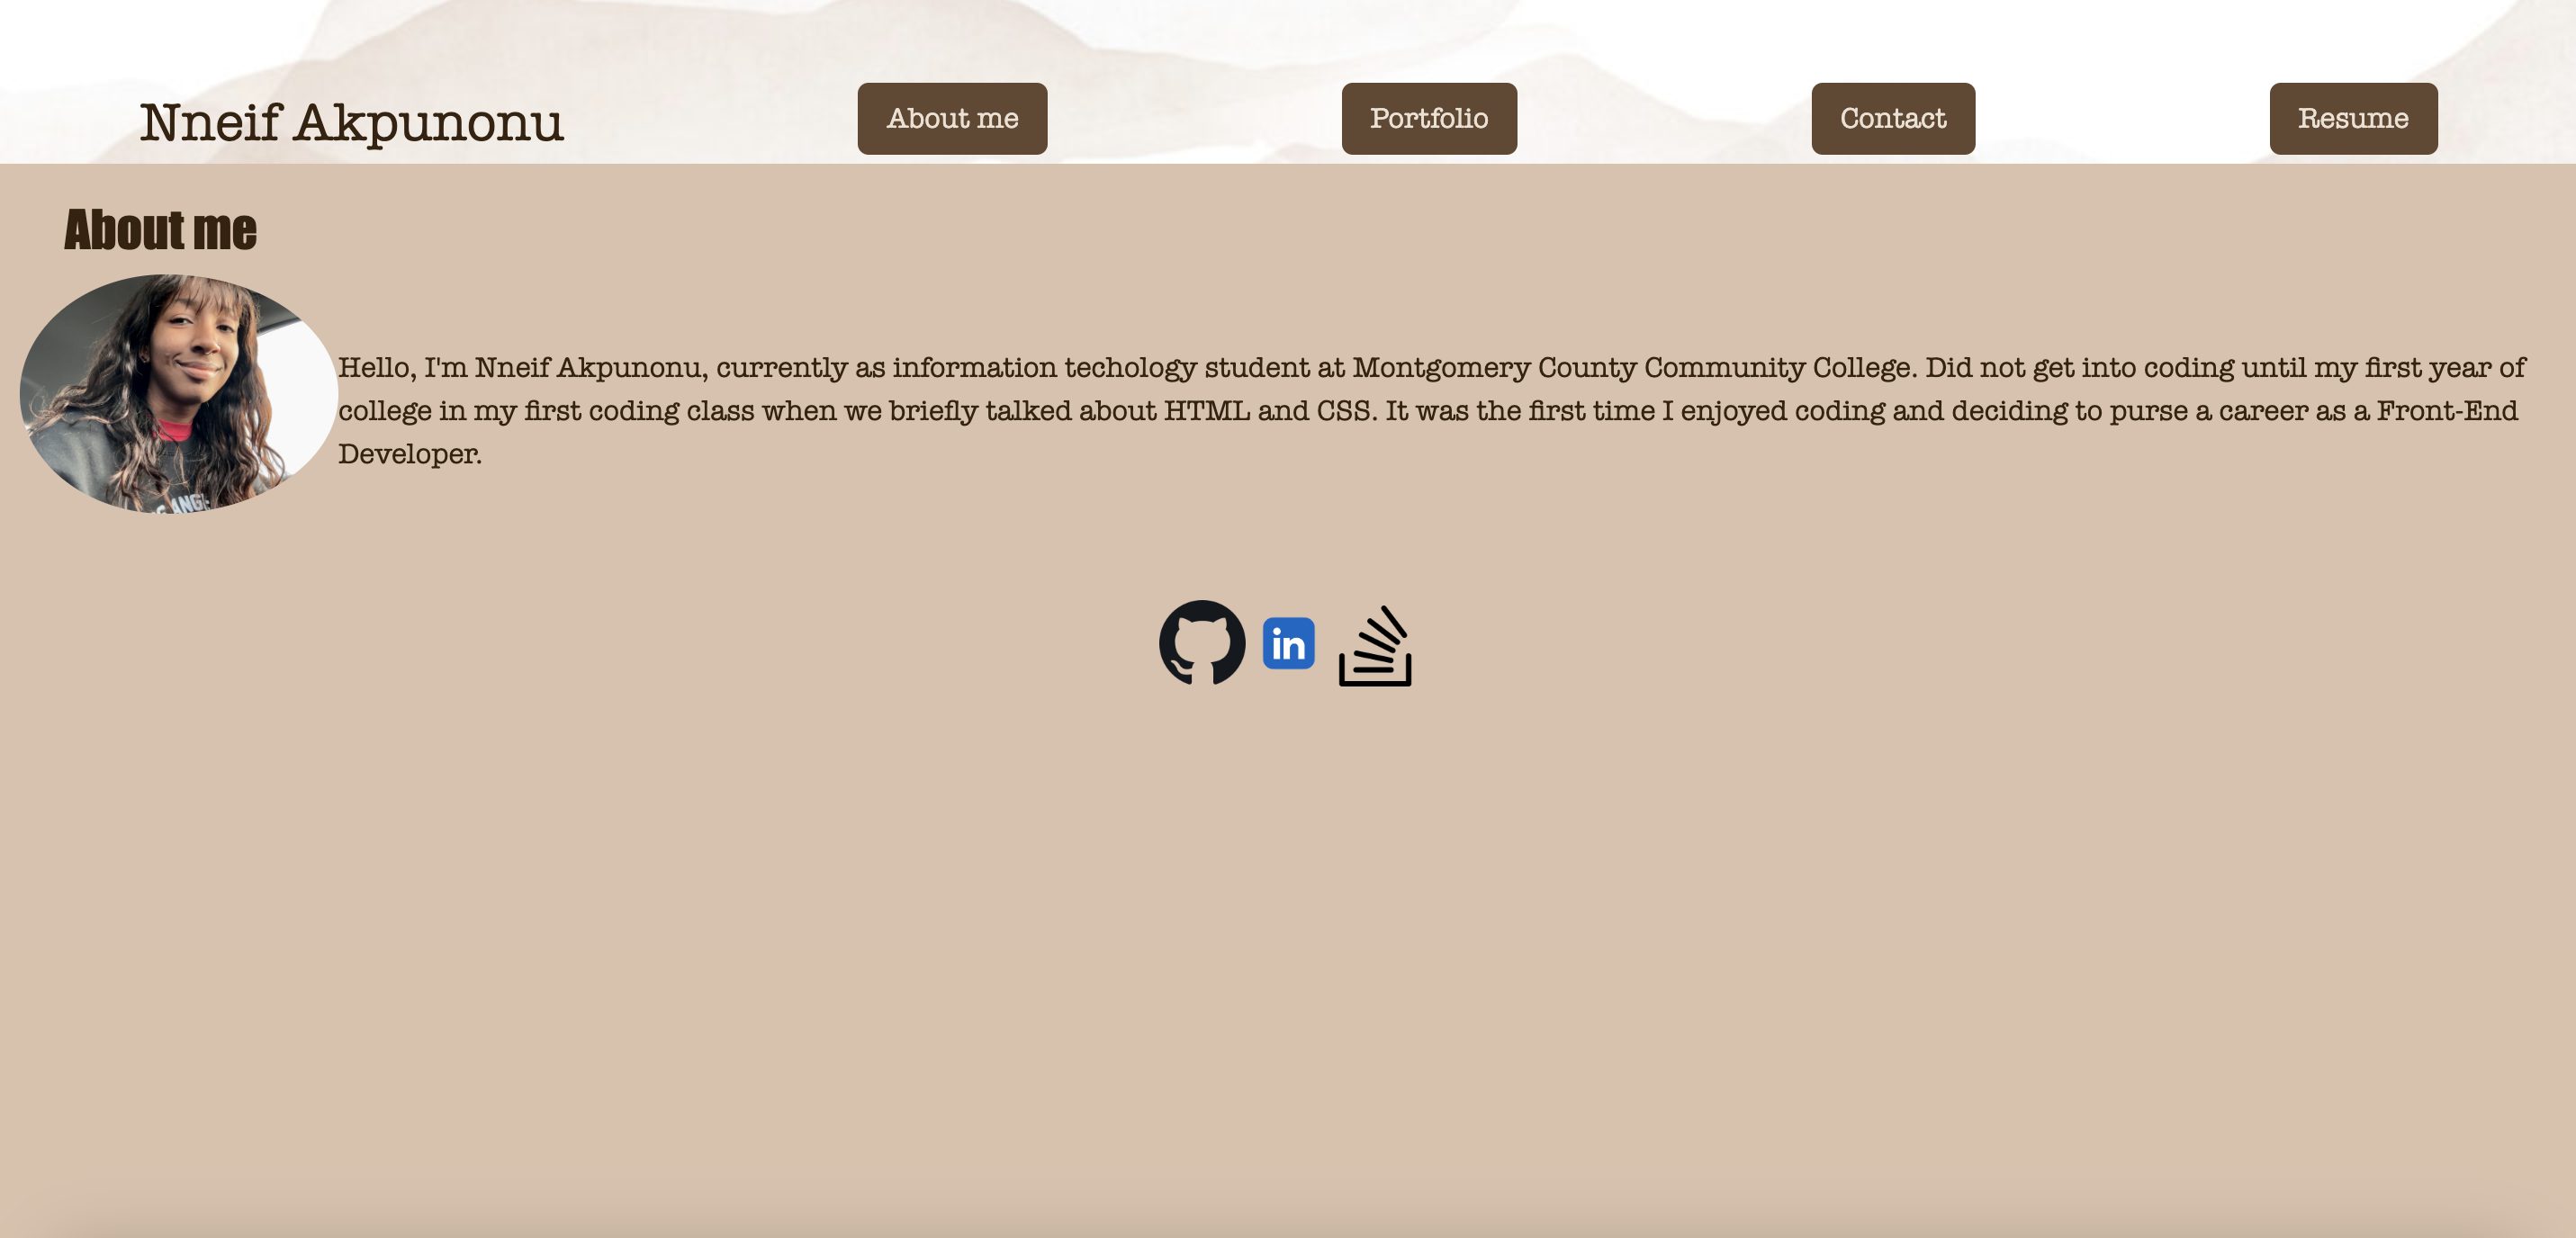 Nneif Akpunonu
About me
Portfolio
Contact
Resume
About me
Hello, I'm Nneif Akpunonu, currently as information techology student at Montgomery County Community College. Did not get into coding until my first year of
college in my first coding class when we briefly talked about HTML and CSS. It was the first time I enjoyed coding and deciding to purse a career as a Front-End
Developer.
in